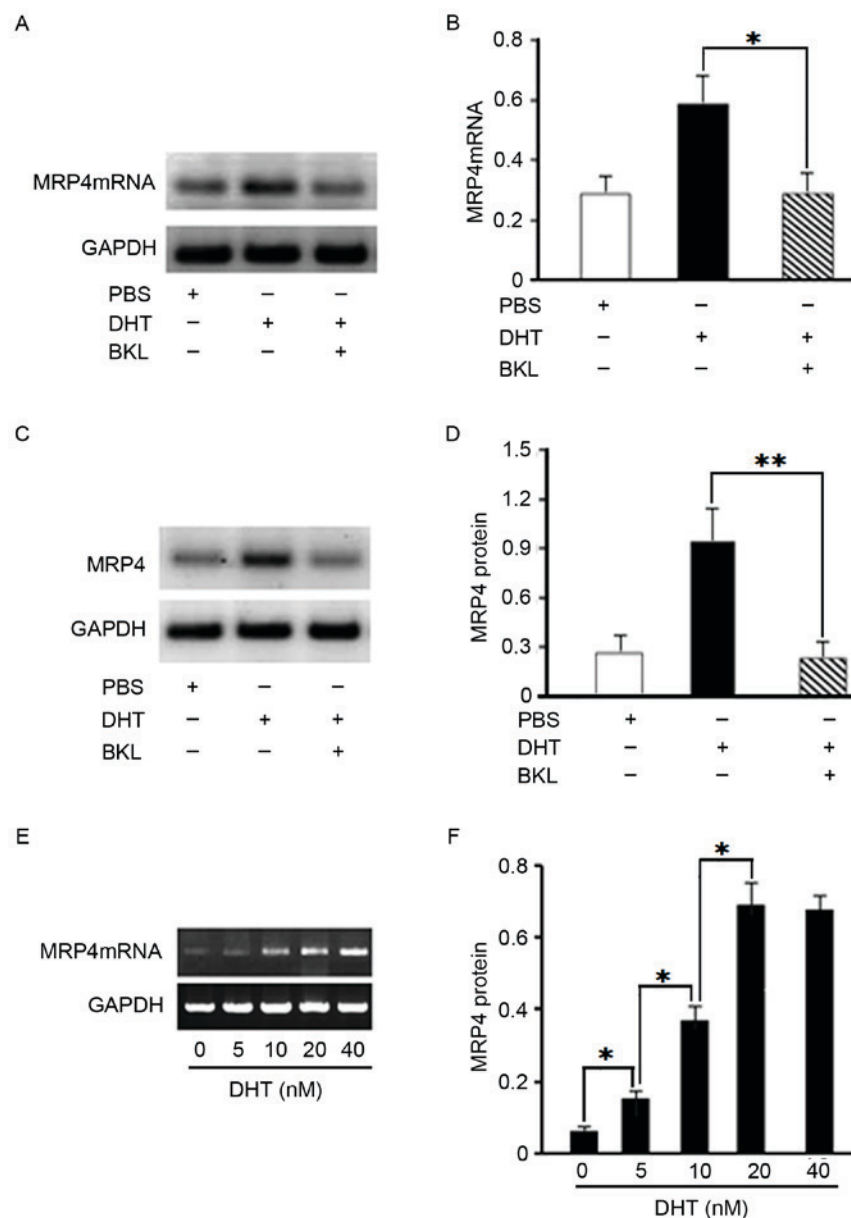 A
MRP4mRNA
GAPDH
PBS + − −
DHT − + +
BKL − − +
B
MRP4mRNA
0.8
0.6
0.4
0.2
0
*
PBS + − −
DHT − + +
BKL − − +
C
MRP4
GAPDH
PBS + − −
DHT − + +
BKL − − +
D
MRP4 protein
1.5
1.2
0.9
0.6
0.3
0
**
PBS + − −
DHT − + +
BKL − − +
E
MRP4mRNA
GAPDH
0 5 10 20 40
DHT (nM)
F
MRP4 protein
0.8
0.6
0.4
0.2
0
*
*
*
0 5 10 20 40
DHT (nM)